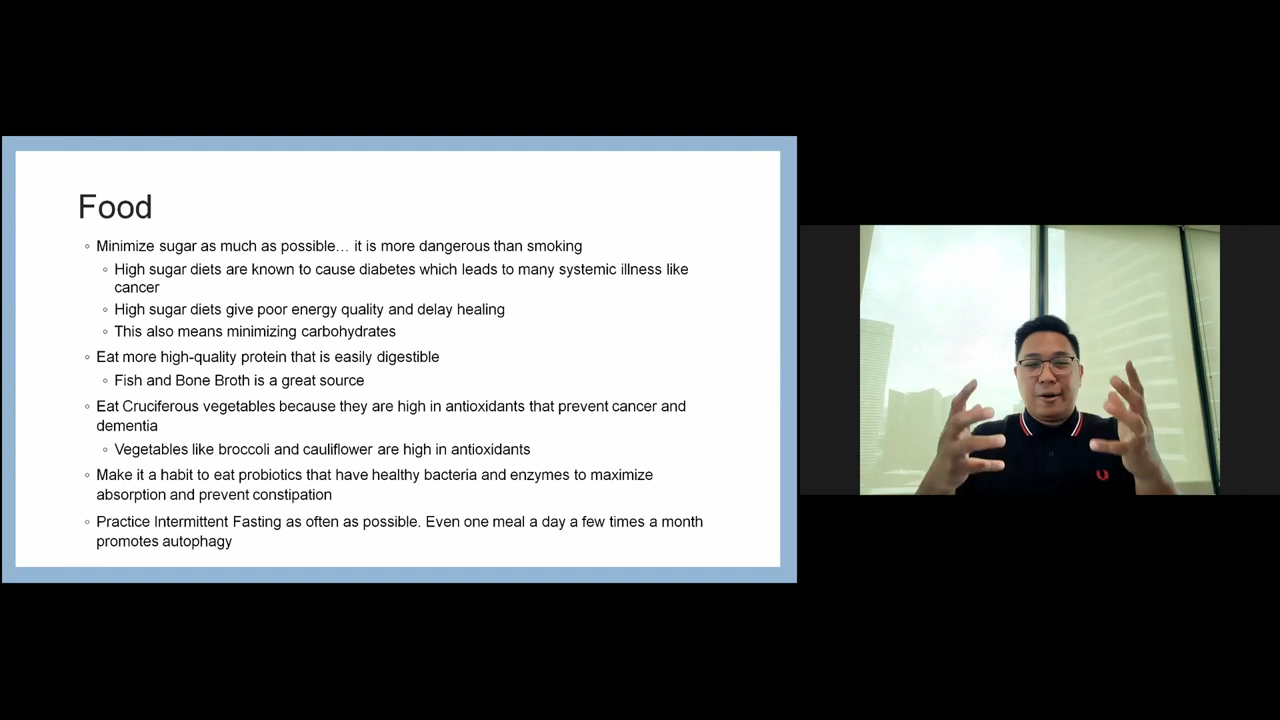 Food
Minimize sugar as much as possible… it is more dangerous than smoking
High sugar diets are known to cause diabetes which leads to many systemic illness like
cancer
High sugar diets give poor energy quality and delay healing
This also means minimizing carbohydrates
Eat more high-quality protein that is easily digestible
Fish and Bone Broth is a great source
Eat Cruciferous vegetables because they are high in antioxidants that prevent cancer and
dementia
Vegetables like broccoli and cauliflower are high in antioxidants
Make it a habit to eat probiotics that have healthy bacteria and enzymes to maximize
absorption and prevent constipation
Practice Intermittent Fasting as often as possible. Even one meal a day a few times a month
promotes autophagy